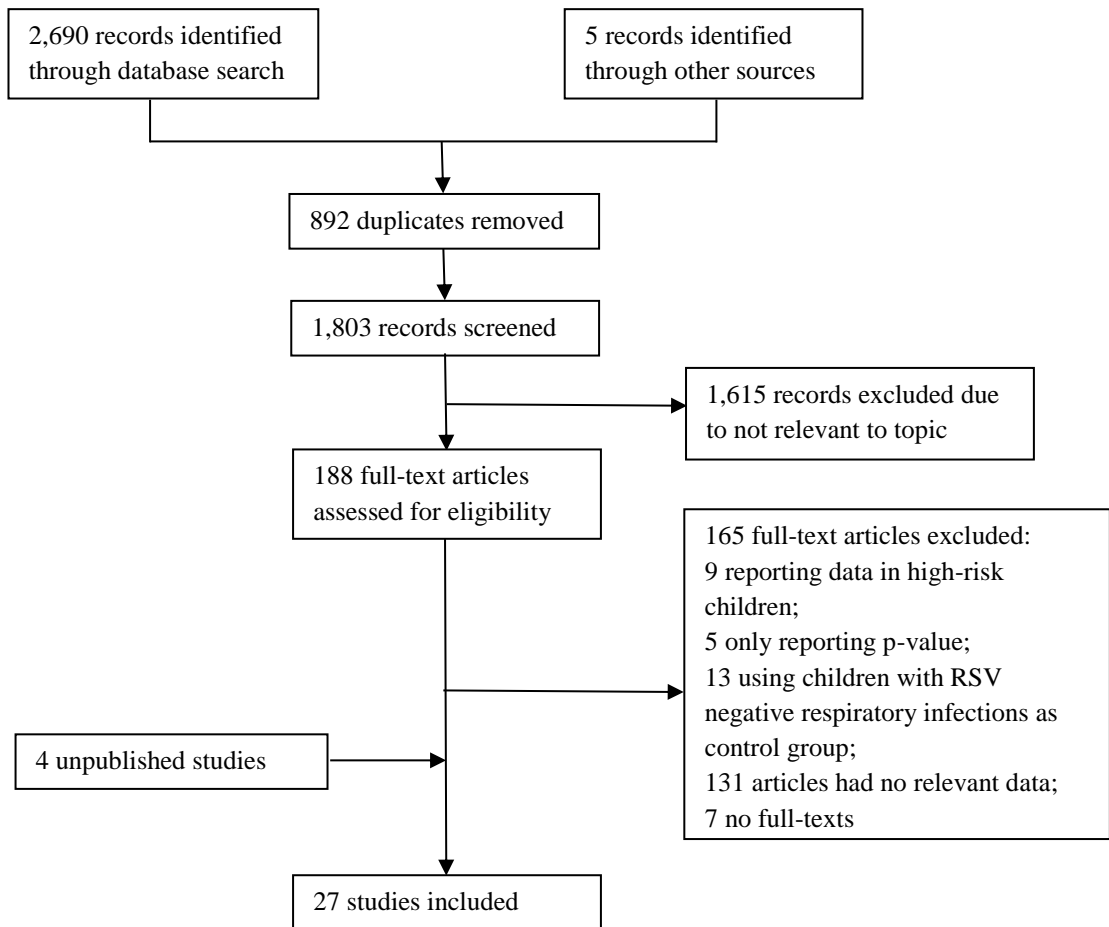 2,690 records identified
through database search
5 records identified
through other sources
892 duplicates removed
1,803 records screened
1,615 records excluded due
to not relevant to topic
188 full-text articles
assessed for eligibility
165 full-text articles excluded:
9 reporting data in high-risk
children;
5 only reporting p-value;
13 using children with RSV
negative respiratory infections as
control group;
131 articles had no relevant data;
7 no full-texts
4 unpublished studies
27 studies included